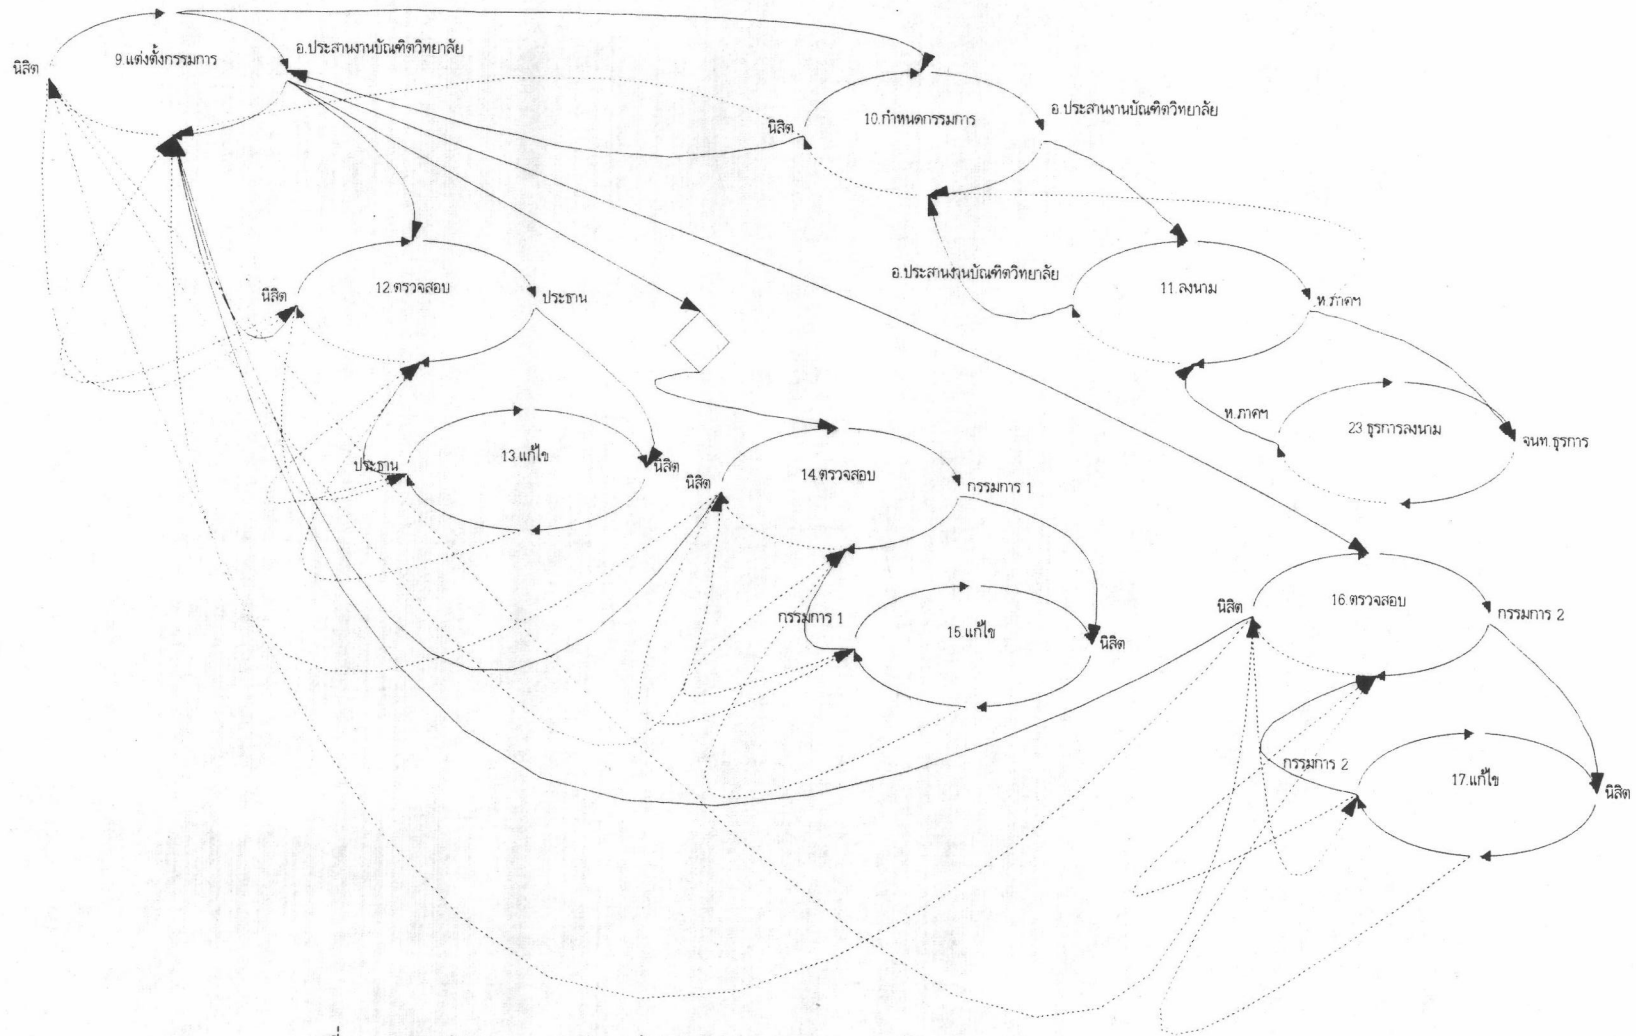 นิสิต
9.แต่งตั้งกรรมการ
อ.ประสานงานบัณฑิตวิทยาลัย
นิสิต
10.กำหนดกรรมการ
อ.ประสานงานบัณฑิตวิทยาลัย
อ.ประสานงานบัณฑิตวิทยาลัย
11.ลงนาม
ห.ภาคฯ
นิสิต
12.ตรวจสอบ
ประธาน
ห.ภาคฯ
23 ธุรการลงนาม
จนท.ธุรการ
ประธาน
13.แก้ไข
นิสิต
นิสิต
14.ตรวจสอบ
กรรมการ 1
กรรมการ 1
15.แก้ไข
นิสิต
นิสิต
16.ตรวจสอบ
กรรมการ 2
กรรมการ 2
17.แก้ไข
นิสิต